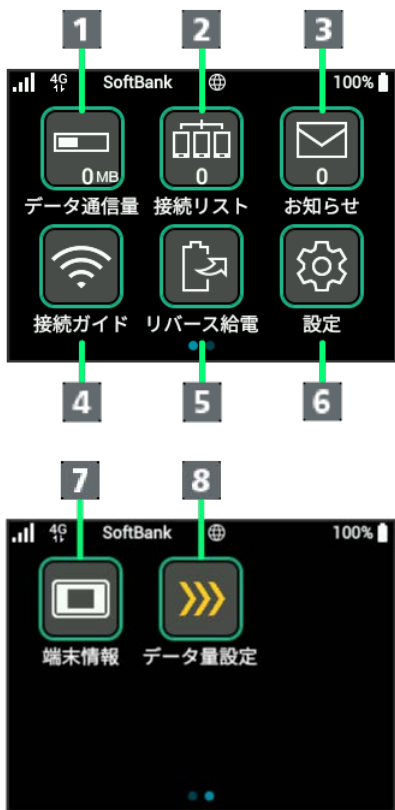 1 2 3
4G SoftBank 100%
0MB 0 0
データ通信量 接続リスト お知らせ
接続ガイド リバース給電 設定
4 5 6
7 8
4G SoftBank 100%
端末情報 データ量設定